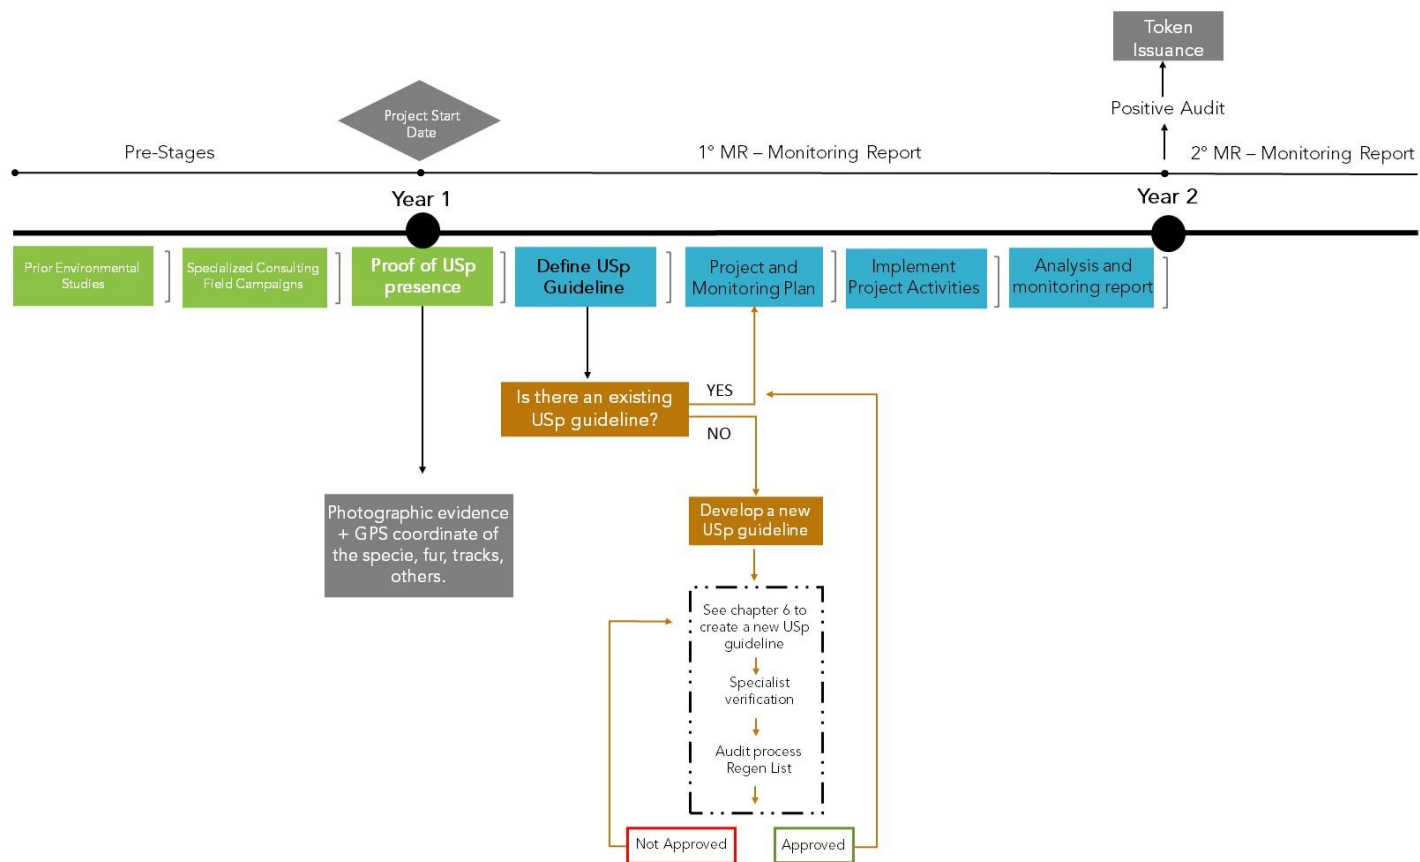 Token
Issuance
Positive Audit
Project Start
Date
Pre-Stages
1° MR – Monitoring Report
2° MR – Monitoring Report
Year 1
Year 2
Prior Environmental
Studies
Specialized Consulting
Field Campaigns
Proof of USp
presence
Define USp
Guideline
Project and
Monitoring Plan
Implement
Project Activities
Analysis and
monitoring report
Is there an existing
USp guideline?
YES
NO
Photographic evidence
+ GPS coordinate of
the specie, fur, tracks,
others.
Develop a new
USp guideline
See chapter 6 to
create a new USp
guideline
Specialist
verification
Audit process
Regen List
Not Approved
Approved